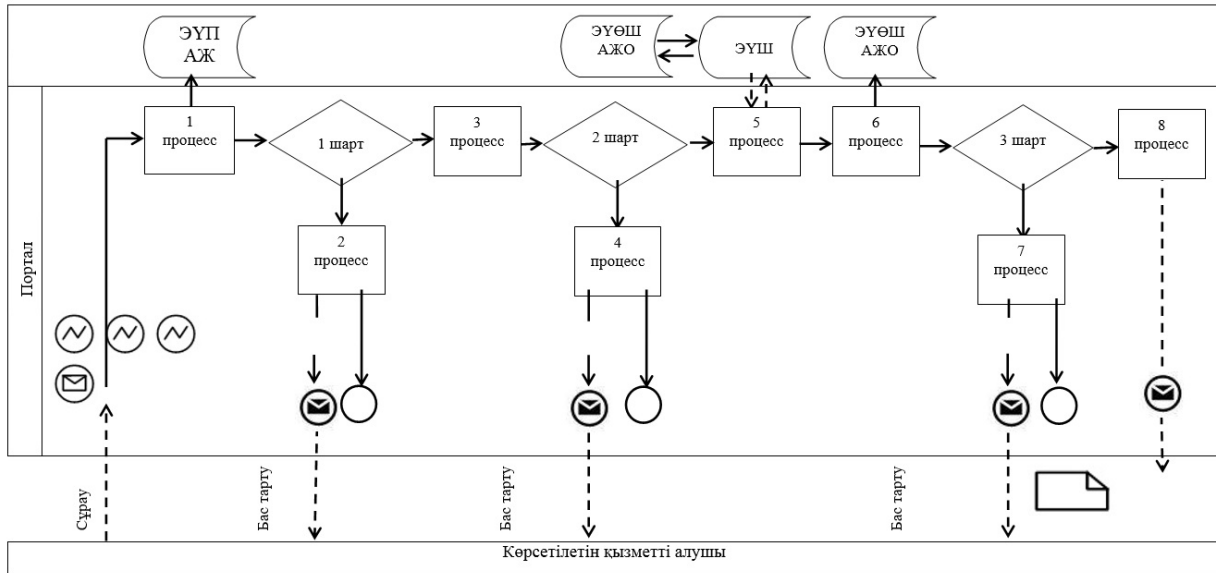 ЭҮП
АЖ
ЭҮӨШ
АЖО
ЭҮШ
ЭҮӨШ
АЖО
Портал
1
процесс
1 шарт
3
процесс
2 шарт
5
процесс
6
процесс
3 шарт
8
процесс
2
процесс
4
процесс
7
процесс
Сұрау
Бас тарту
Бас тарту
Бас тарту
Көрсетілетін қызметті алушы